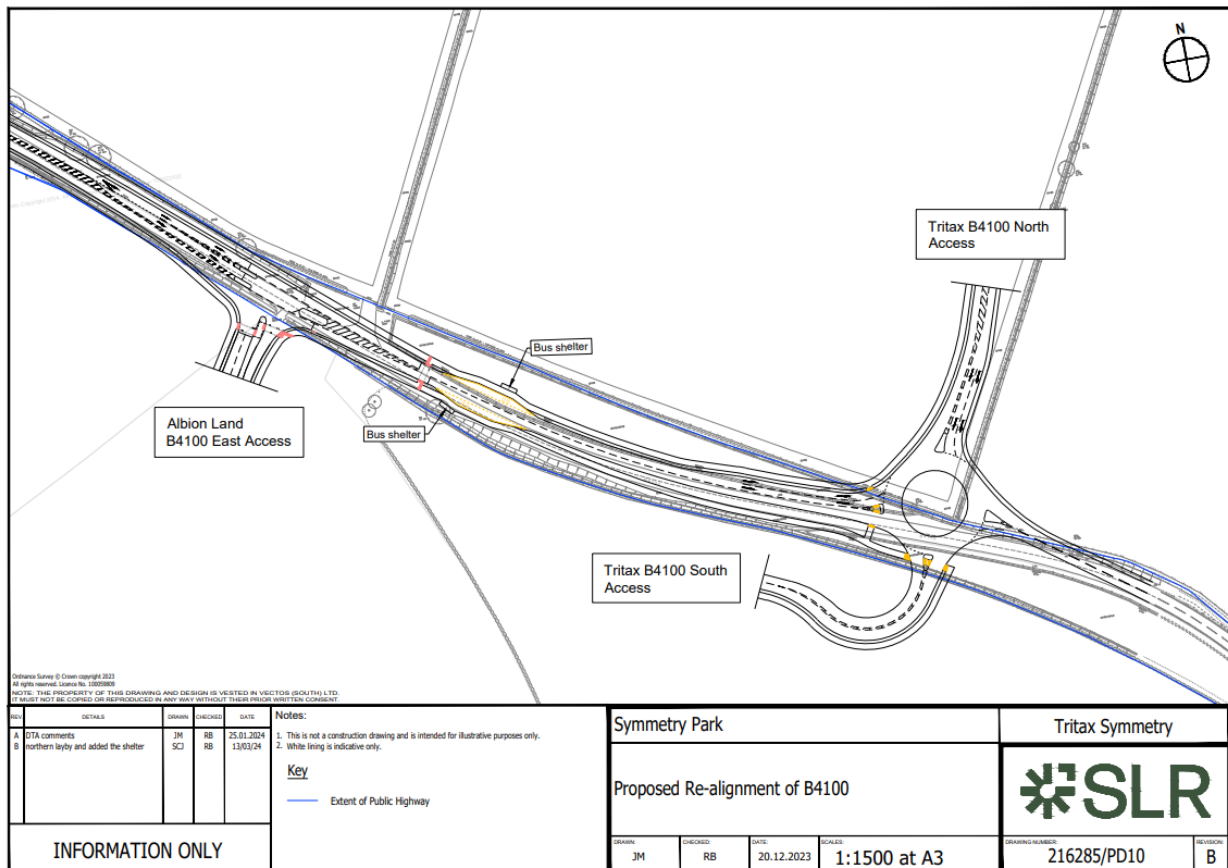 N
Tritax B4100 North
Access
Bus shelter
Albion Land
B4100 East Access
Bus shelter
Tritax B4100 South
Access
Ordnance Survey © Crown copyright 2023
All rights reserved. Licence No. 100059809
NOTE: THE PROPERTY OF THIS DRAWING AND DESIGN IS VESTED IN VECTOS (SOUTH) LTD.
IT MUST NOT BE COPIED OR REPRODUCED IN ANY WAY WITHOUT THEIR PRIOR WRITTEN CONSENT.
REV. DETAILS DRAWN CHECKED DATE
A DTA comments JM RB 25.01.2024
B northern layby and added the shelter SCJ RB 13/03/24
INFORMATION ONLY
Notes:
1. This is not a construction drawing and is intended for illustrative purposes only.
2. White lining is indicative only.
Key
Extent of Public Highway
Symmetry Park
Tritax Symmetry
Proposed Re-alignment of B4100
SLR
DRAWN: CHECKED: DATE: SCALES:
JM RB 20.12.2023 1:1500 at A3
DRAWING NUMBER: REVISION:
216285/PD10 B